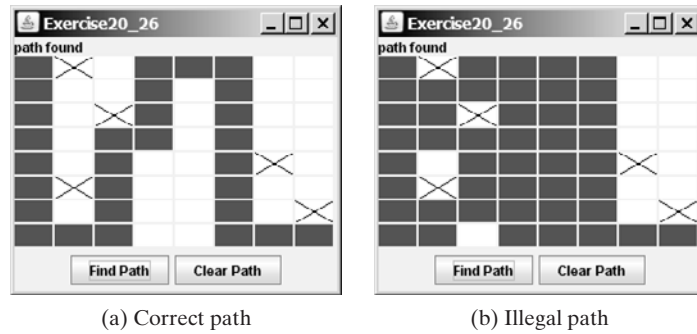 Exercise20_26
path found
Find Path
Clear Path
(a) Correct path
Exercise20_26
path found
Find Path
Clear Path
(b) Illegal path